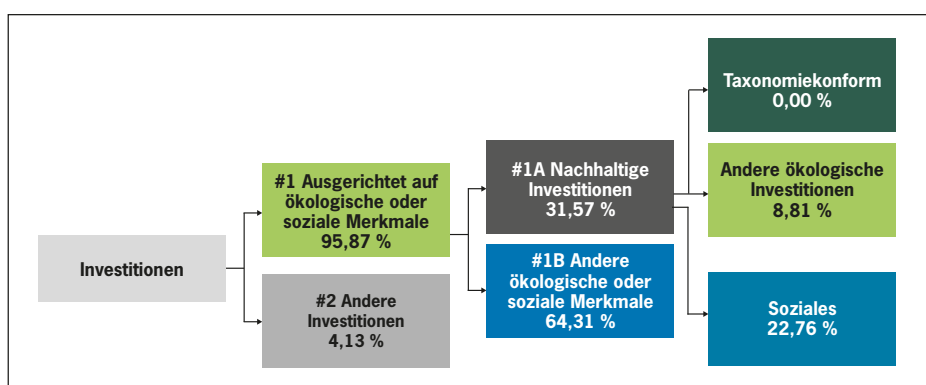 Investitionen
#1 Ausgerichtet auf
ökologische oder
soziale Merkmale
95,87 %
#2 Andere
Investitionen
4,13 %
#1A Nachhaltige
Investitionen
31,57 %
#1B Andere
ökologische oder
soziale Merkmale
64,31 %
Taxonomiekonform
0,00 %
Andere ökologische
Investitionen
8,81 %
Soziales
22,76 %